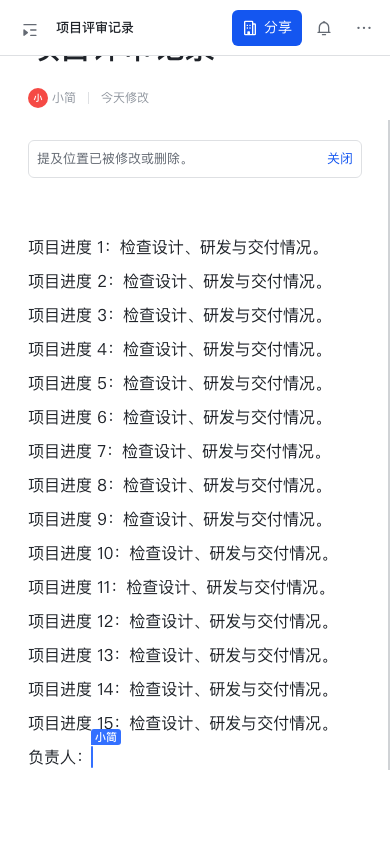 项目评审记录
分享
项目评审记录
小 小简
今天修改
提及位置已被修改或删除。
关闭
项目进度 1：检查设计、研发与交付情况。
项目进度 2：检查设计、研发与交付情况。
项目进度 3：检查设计、研发与交付情况。
项目进度 4：检查设计、研发与交付情况。
项目进度 5：检查设计、研发与交付情况。
项目进度 6：检查设计、研发与交付情况。
项目进度 7：检查设计、研发与交付情况。
项目进度 8：检查设计、研发与交付情况。
项目进度 9：检查设计、研发与交付情况。
项目进度 10：检查设计、研发与交付情况。
项目进度 11：检查设计、研发与交付情况。
项目进度 12：检查设计、研发与交付情况。
项目进度 13：检查设计、研发与交付情况。
项目进度 14：检查设计、研发与交付情况。
项目进度 15：检查设计、研发与交付情况。
小简
负责人：